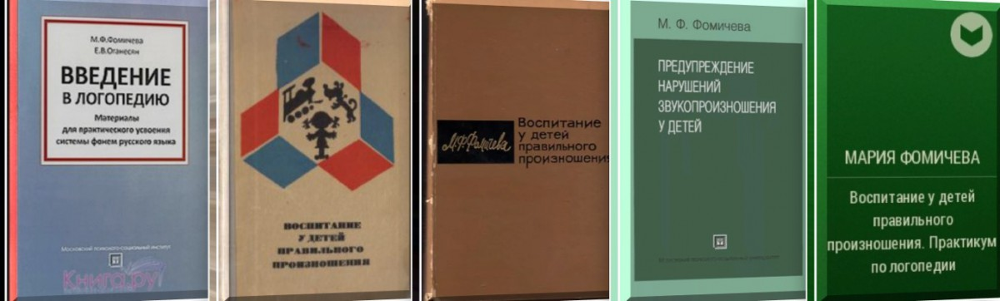 М.Ф.Фомичева
Е.В.Оганесян
ВВЕДЕНИЕ
В ЛОГОПЕДИЮ
Материалы
для практического усвоения
системы фонем русского языка
Московский психолого-социальный институт
Книга.ру
ВОСПИТАНИЕ
У ДЕТЕЙ
ПРАВИЛЬНОГО
ПРОИЗНОШЕНИЯ
М.Ф.Фомичева
Воспитание
у детей
правильного
произношения
М. Ф. Фомичева
ПРЕДУПРЕЖДЕНИЕ
НАРУШЕНИЙ
ЗВУКОПРОИЗНОШЕНИЯ
У ДЕТЕЙ
МАРИЯ ФОМИЧЕВА
Воспитание у детей
правильного
произношения. Практикум
по логопедии